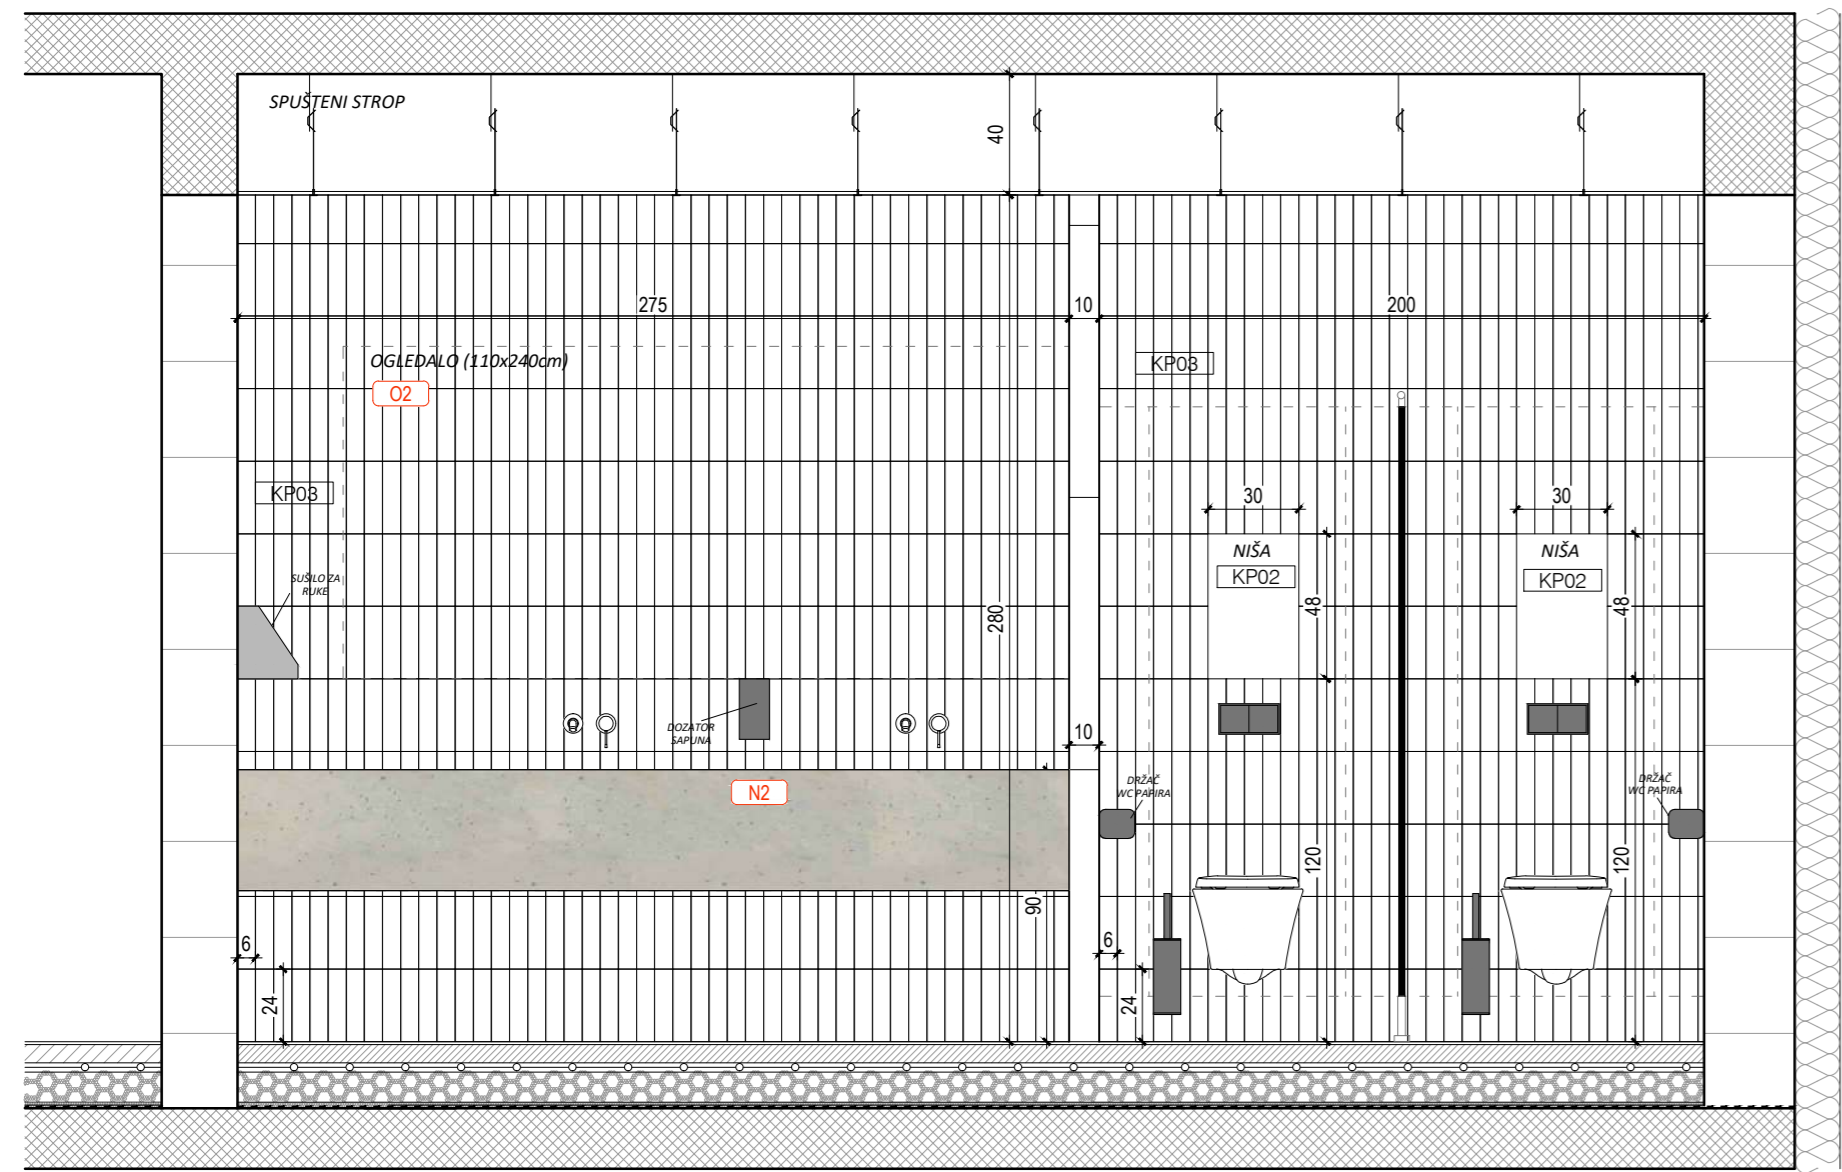 SPUŠTENI STROP
40
275
10
200
OGLEDALO (110x240cm)
O2
KP03
KP03
30
30
NIŠA
KP02
NIŠA
KP02
SUŠILO ZA
RUKE
280
48
48
DOZATOR
SAPUNA
10
N2
DRŽAČ
WC PAPIRA
DRŽAČ
WC PAPIRA
120
120
90
6
6
24
24